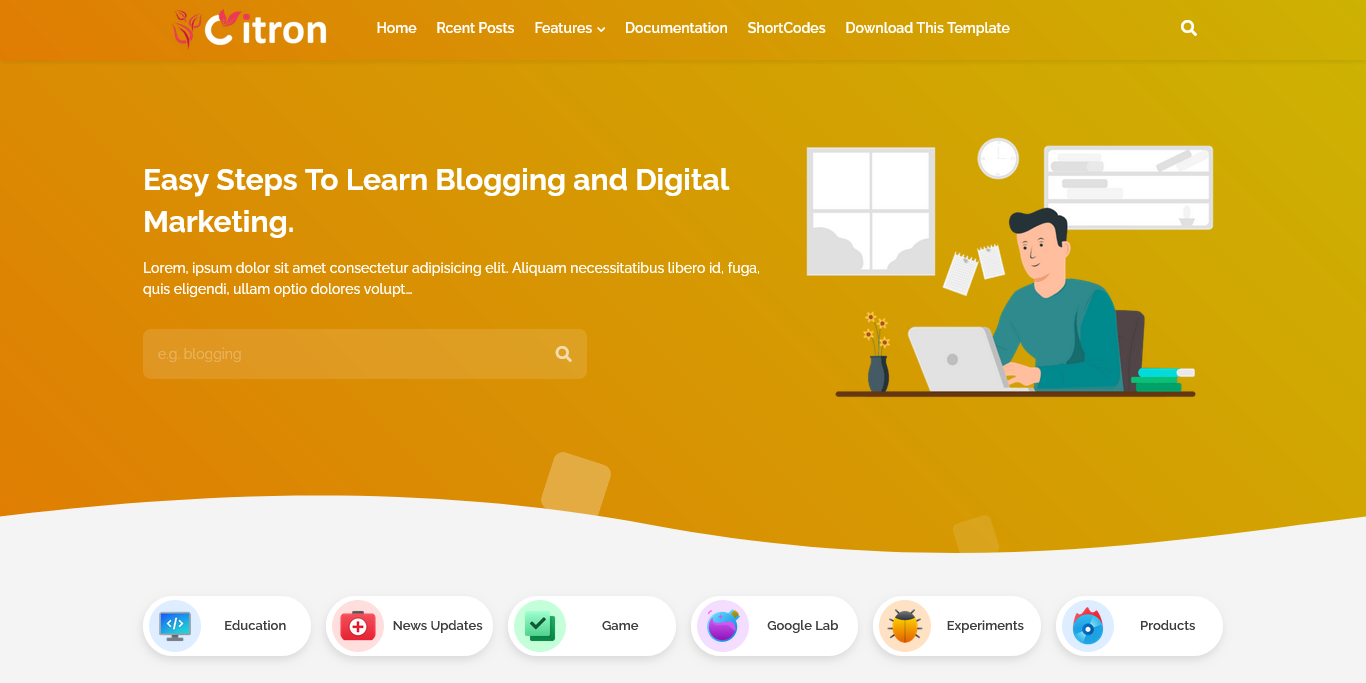 Citron
Home Rcent Posts Features Documentation ShortCodes Download This Template
Easy Steps To Learn Blogging and Digital
Marketing.
Lorem, ipsum dolor sit amet consectetur adipisicing elit. Aliquam necessitatibus libero id, fuga,
quis eligendi, ullam optio dolores volupt...
e.g. blogging
</> Education News Updates Game Google Lab Experiments Products